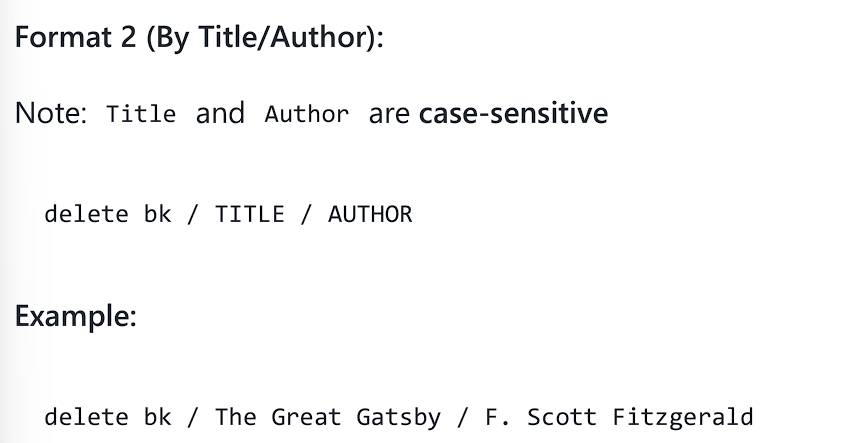 Format 2 (By Title/Author):
Note: Title and Author are case-sensitive
delete bk / TITLE / AUTHOR
Example:
delete bk / The Great Gatsby / F. Scott Fitzgerald